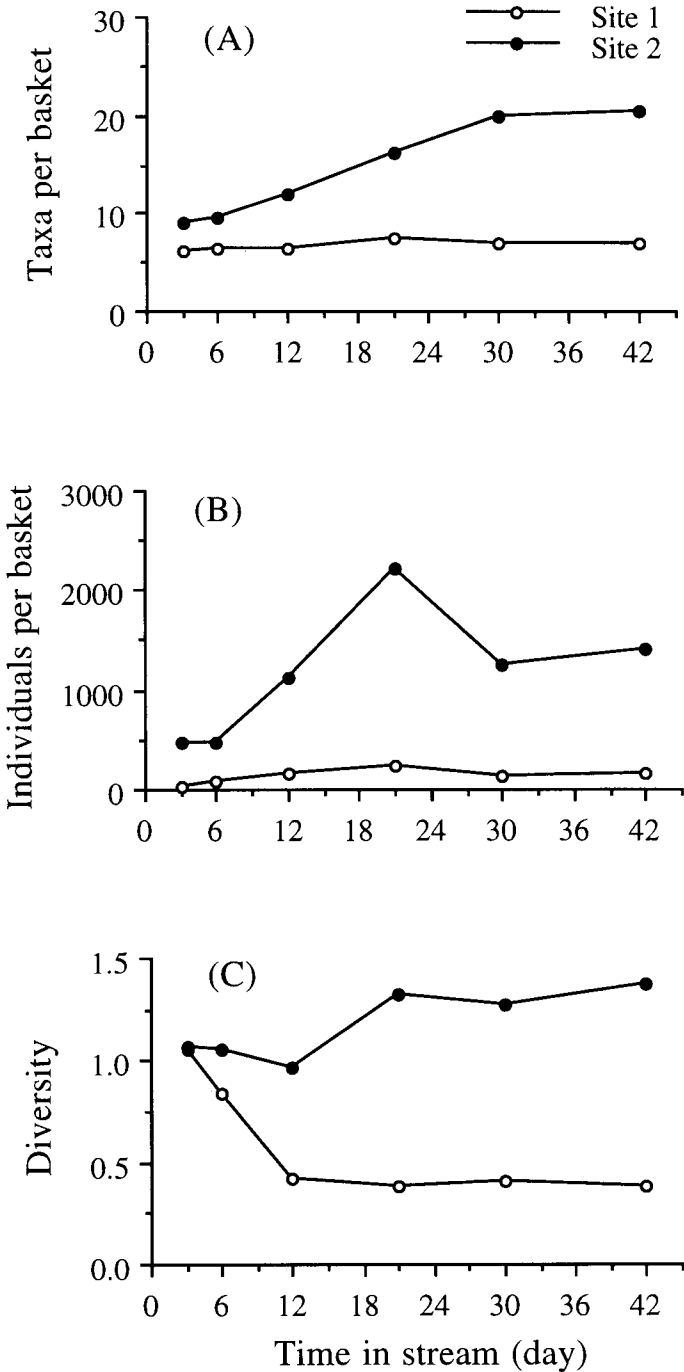 30
(A)
Site 1
Site 2
20
10
0
Taxa per basket
0 6 12 18 24 30 36 42
3000
(B)
2000
1000
0
Individuals per basket
0 6 12 18 24 30 36 42
1.5
(C)
1.0
0.5
0.0
Diversity
0 6 12 18 24 30 36 42
Time in stream (day)